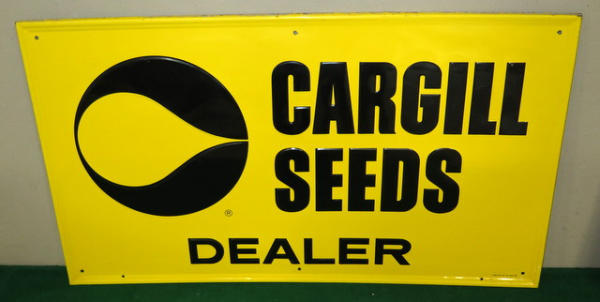 CARGILL
SEEDS
®
DEALER